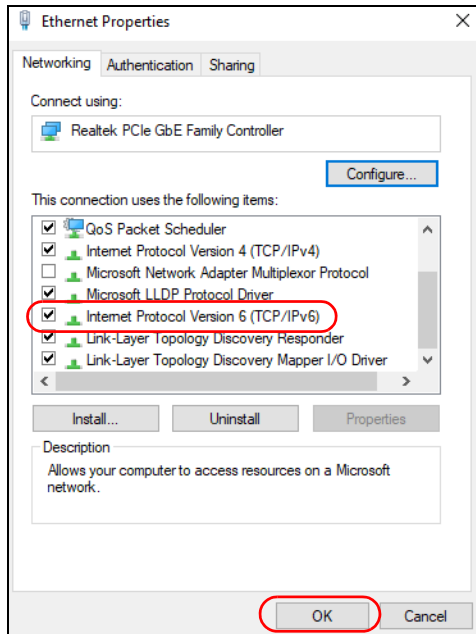 Ethernet Properties
Networking Authentication Sharing
Connect using:
Realtek PCIe GbE Family Controller
Configure...
This connection uses the following items:
QoS Packet Scheduler
Internet Protocol Version 4 (TCP/IPv4)
Microsoft Network Adapter Multiplexor Protocol
Microsoft LLDP Protocol Driver
Internet Protocol Version 6 (TCP/IPv6)
Link-Layer Topology Discovery Responder
Link-Layer Topology Discovery Mapper I/O Driver
Install... Uninstall Properties
Description
Allows your computer to access resources on a Microsoft
network.
OK Cancel